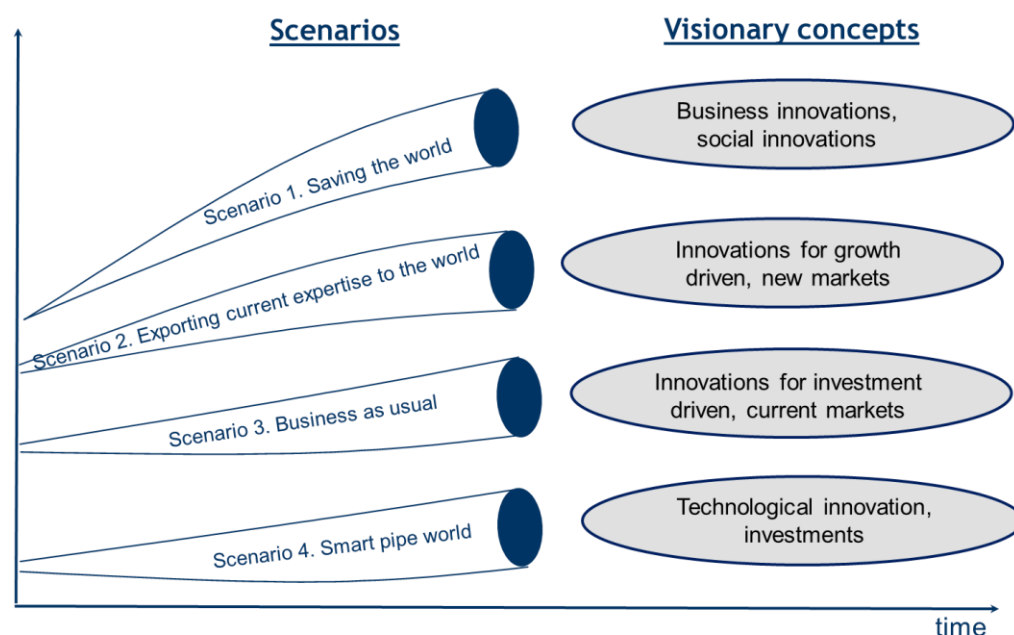 Scenarios
Visionary concepts
Scenario 1. Saving the world
Business innovations,
social innovations
Scenario 2. Exporting current expertise to the world
Innovations for growth
driven, new markets
Scenario 3. Business as usual
Innovations for investment
driven, current markets
Scenario 4. Smart pipe world
Technological innovation,
investments
time